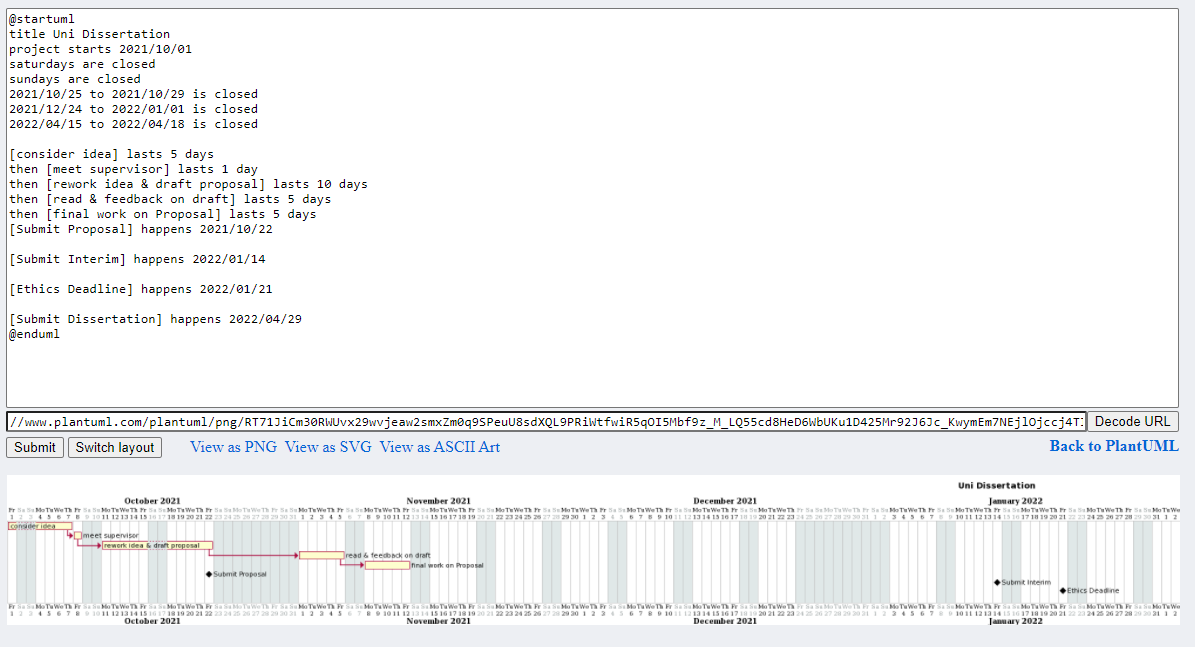 @startuml
title Uni Dissertation
project starts 2021/10/01
saturdays are closed
sundays are closed
2021/10/25 to 2021/10/29 is closed
2021/12/24 to 2022/01/01 is closed
2022/04/15 to 2022/04/18 is closed
[consider idea] lasts 5 days
then [meet supervisor] lasts 1 day
then [rework idea & draft proposal] lasts 10 days
then [read & feedback on draft] lasts 5 days
then [final work on Proposal] lasts 5 days
[Submit Proposal] happens 2021/10/22
[Submit Interim] happens 2022/01/14
[Ethics Deadline] happens 2022/01/21
[Submit Dissertation] happens 2022/04/29
@enduml
//www.plantuml.com/plantuml/png/RT71JiCm30RWUvx29wvjeaw2smxZm0q9SPeuU8sdXQL9PRiWtfwiR5qOI5Mbf9z_M_LQ55cd8HeD6WbUKu1D425Mr92J6Jc_KwymEm7NEjlOjccj4TJ Decode URL
Submit Switch layout View as PNG View as SVG View as ASCII Art Back to PlantUML
Uni Dissertation
October 2021 November 2021 December 2021 January 2022
consider idea
meet supervisor
rework idea & draft proposal
read & feedback on draft
final work on Proposal
Submit Proposal
Submit Interim
Ethics Deadline
October 2021 November 2021 December 2021 January 2022